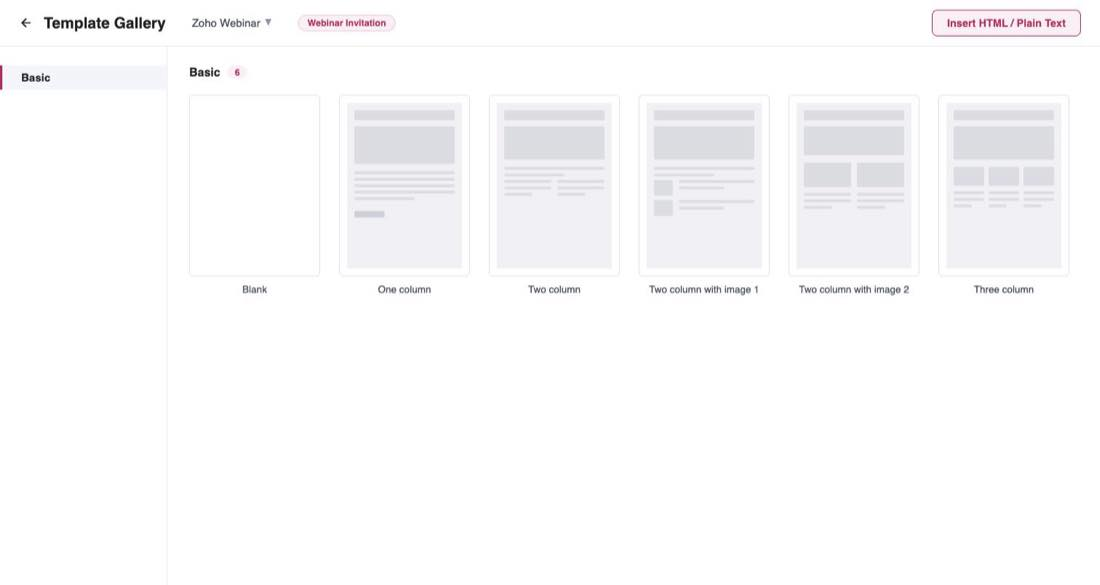 Template Gallery
Zoho Webinar
Webinar Invitation
Insert HTML / Plain Text
Basic
Basic 6
Blank
One column
Two column
Two column with image 1
Two column with image 2
Three column